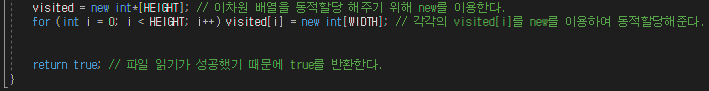 visited = new int*[HEIGHT]; // 이차원 배열을 동적할당 해주기 위해 new를 이용한다.
for (int i = 0; i < HEIGHT; i++) visited[i] = new int[WIDTH]; // 각각의 visited[i]를 new를 이용하여 동적할당해준다.
return true; // 파일 읽기가 성공했기 때문에 true를 반환한다.
}